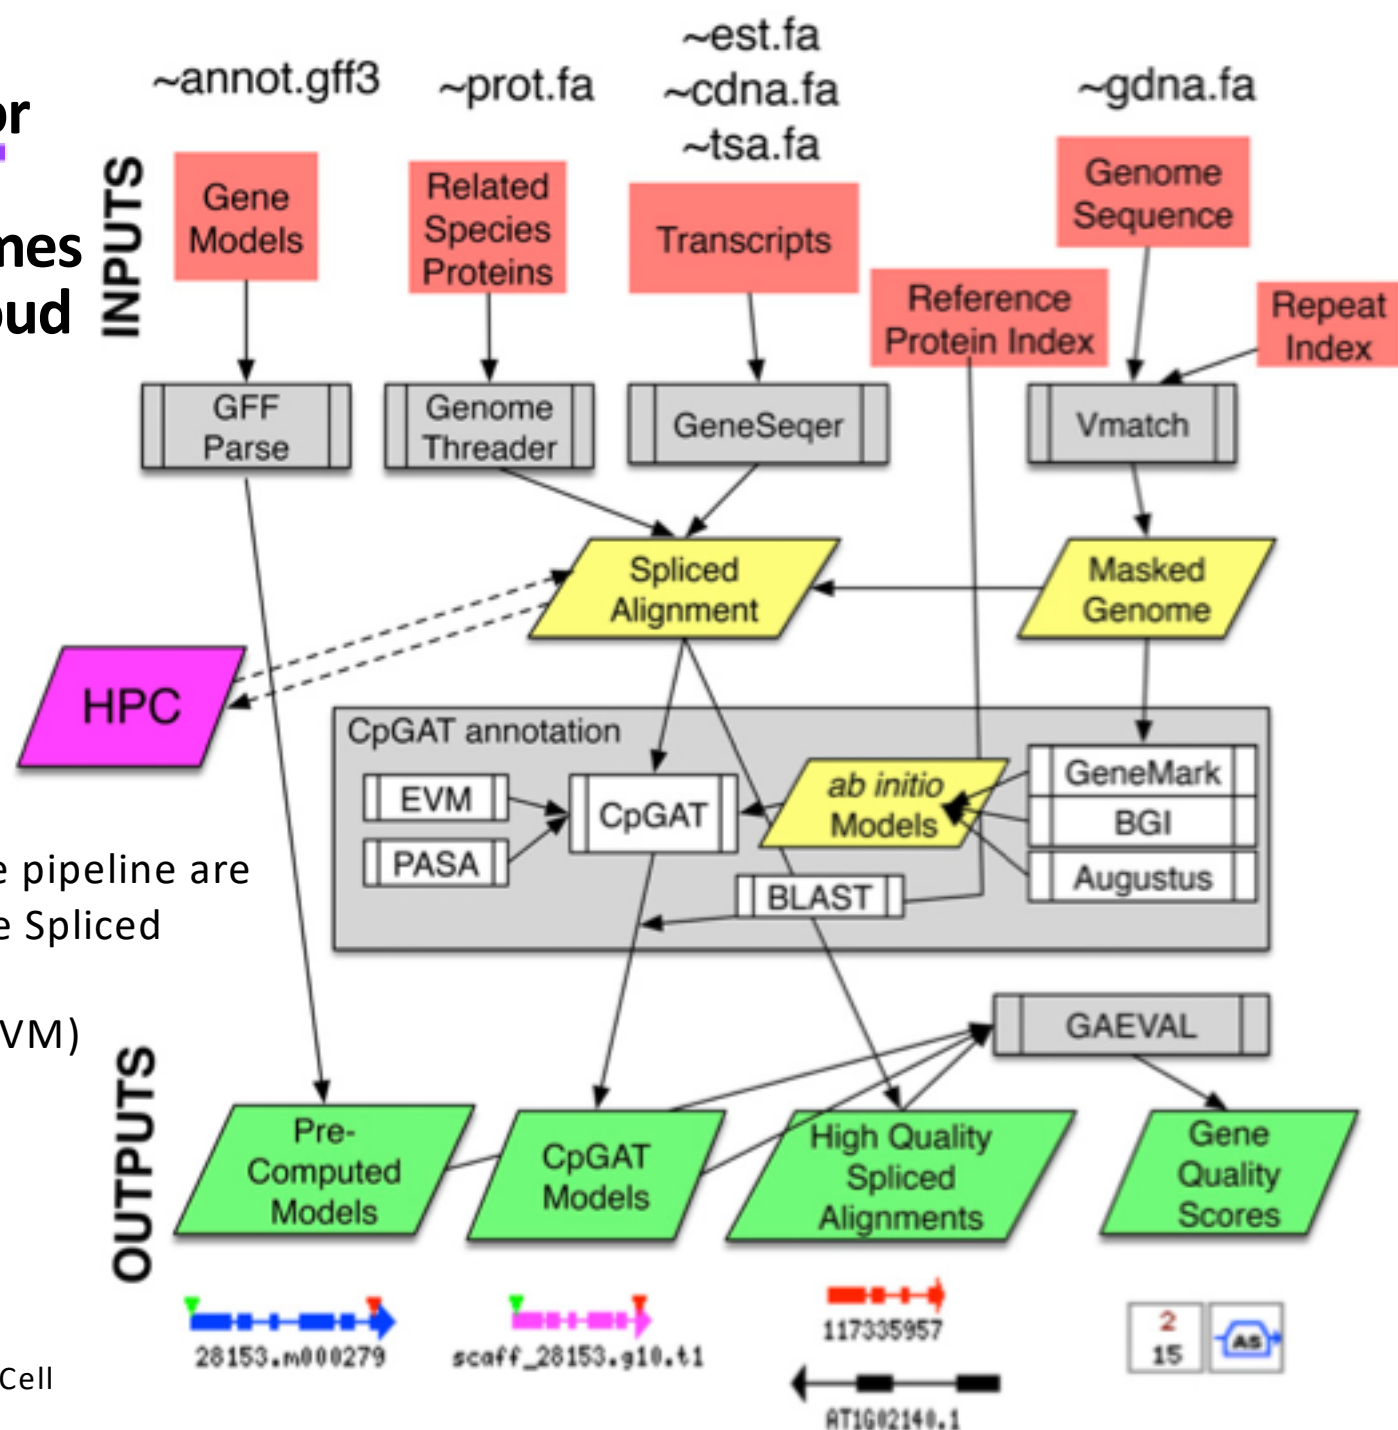 or
mes
oud
~annot.gff3
~prot.fa
~est.fa
~cdna.fa
~tsa.fa
~gdna.fa
INPUTS
Gene
Models
Related
Species
Proteins
Transcripts
Genome
Sequence
Reference
Protein Index
Repeat
Index
GFF
Parse
Genome
Threader
GeneSeqer
Vmatch
Spliced
Alignment
Masked
Genome
HPC
CpGAT annotation
EVM
PASA
CpGAT
ab initio
Models
GeneMark
BGI
Augustus
BLAST
e pipeline are
e Spliced
VM)
GAEVAL
OUTPUTS
Pre-
Computed
Models
CpGAT
Models
High Quality
Spliced
Alignments
Gene
Quality
Scores
28153.m000279
scaff_28153.g10.t1
117335957
AT1G02140.1
2
15
AS
Cell